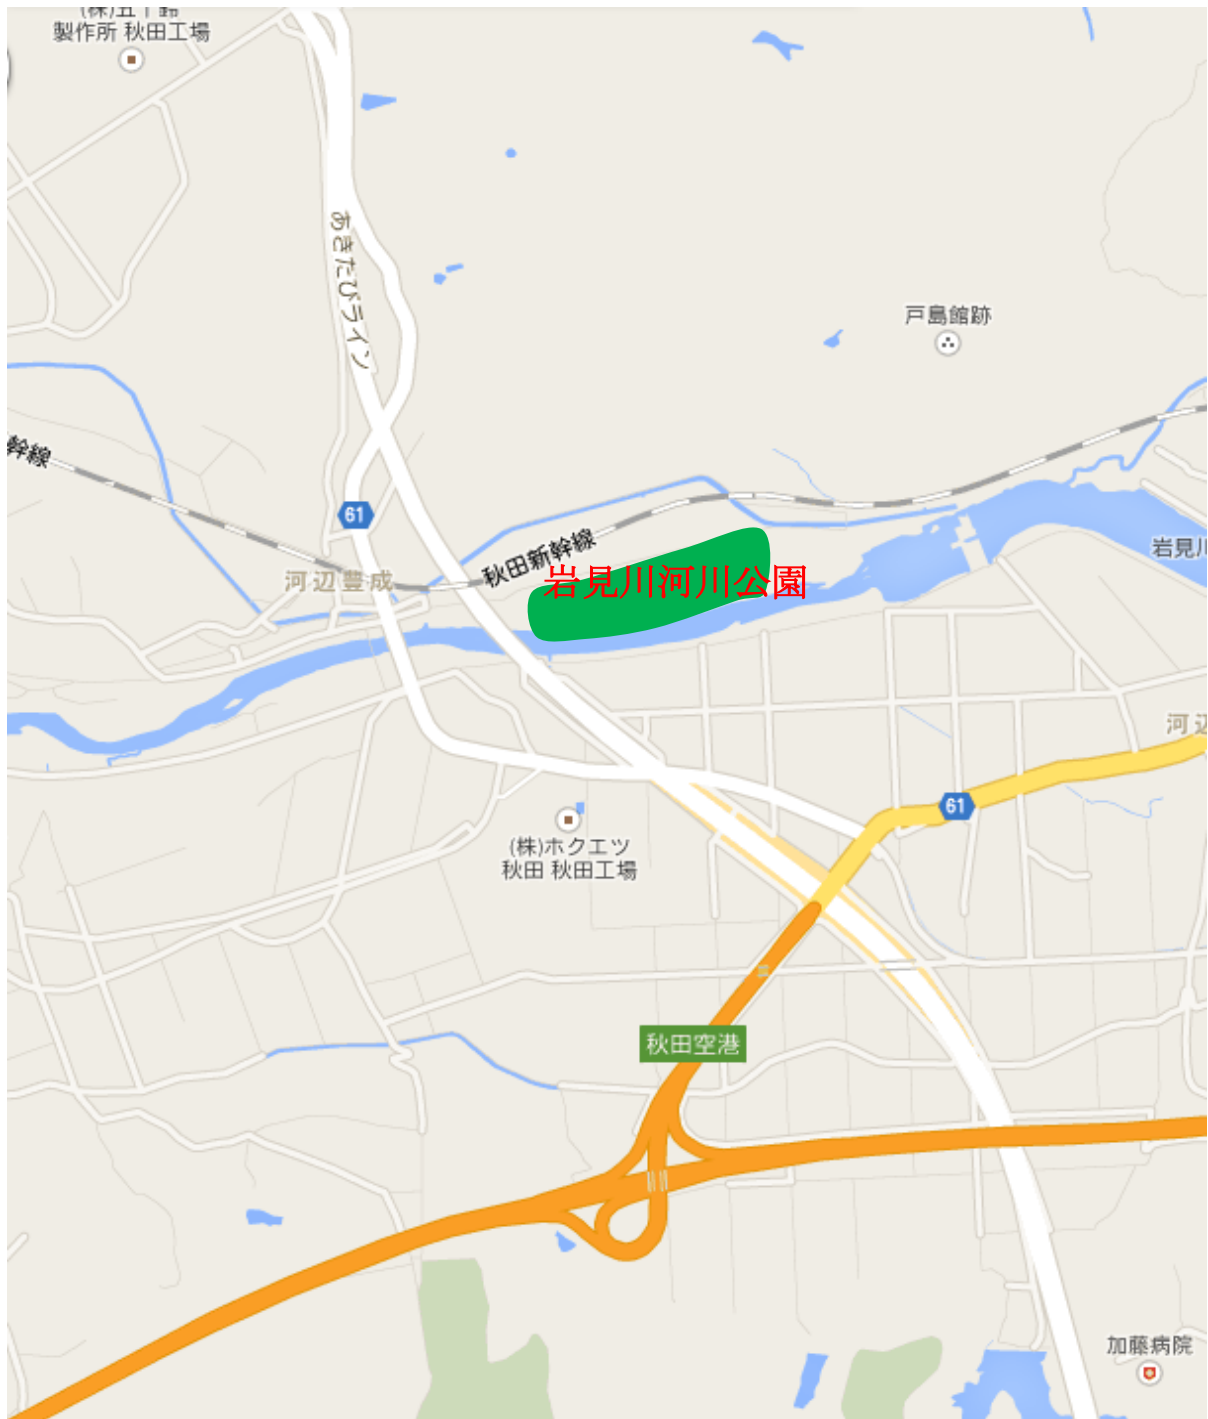 製作所 秋田工場
あきたびライン
戸島館跡
幹線
61
秋田新幹線
岩見川
河辺豊成
岩見川河川公園
河辺
61
(株)ホクエツ
秋田 秋田工場
秋田空港
加藤病院